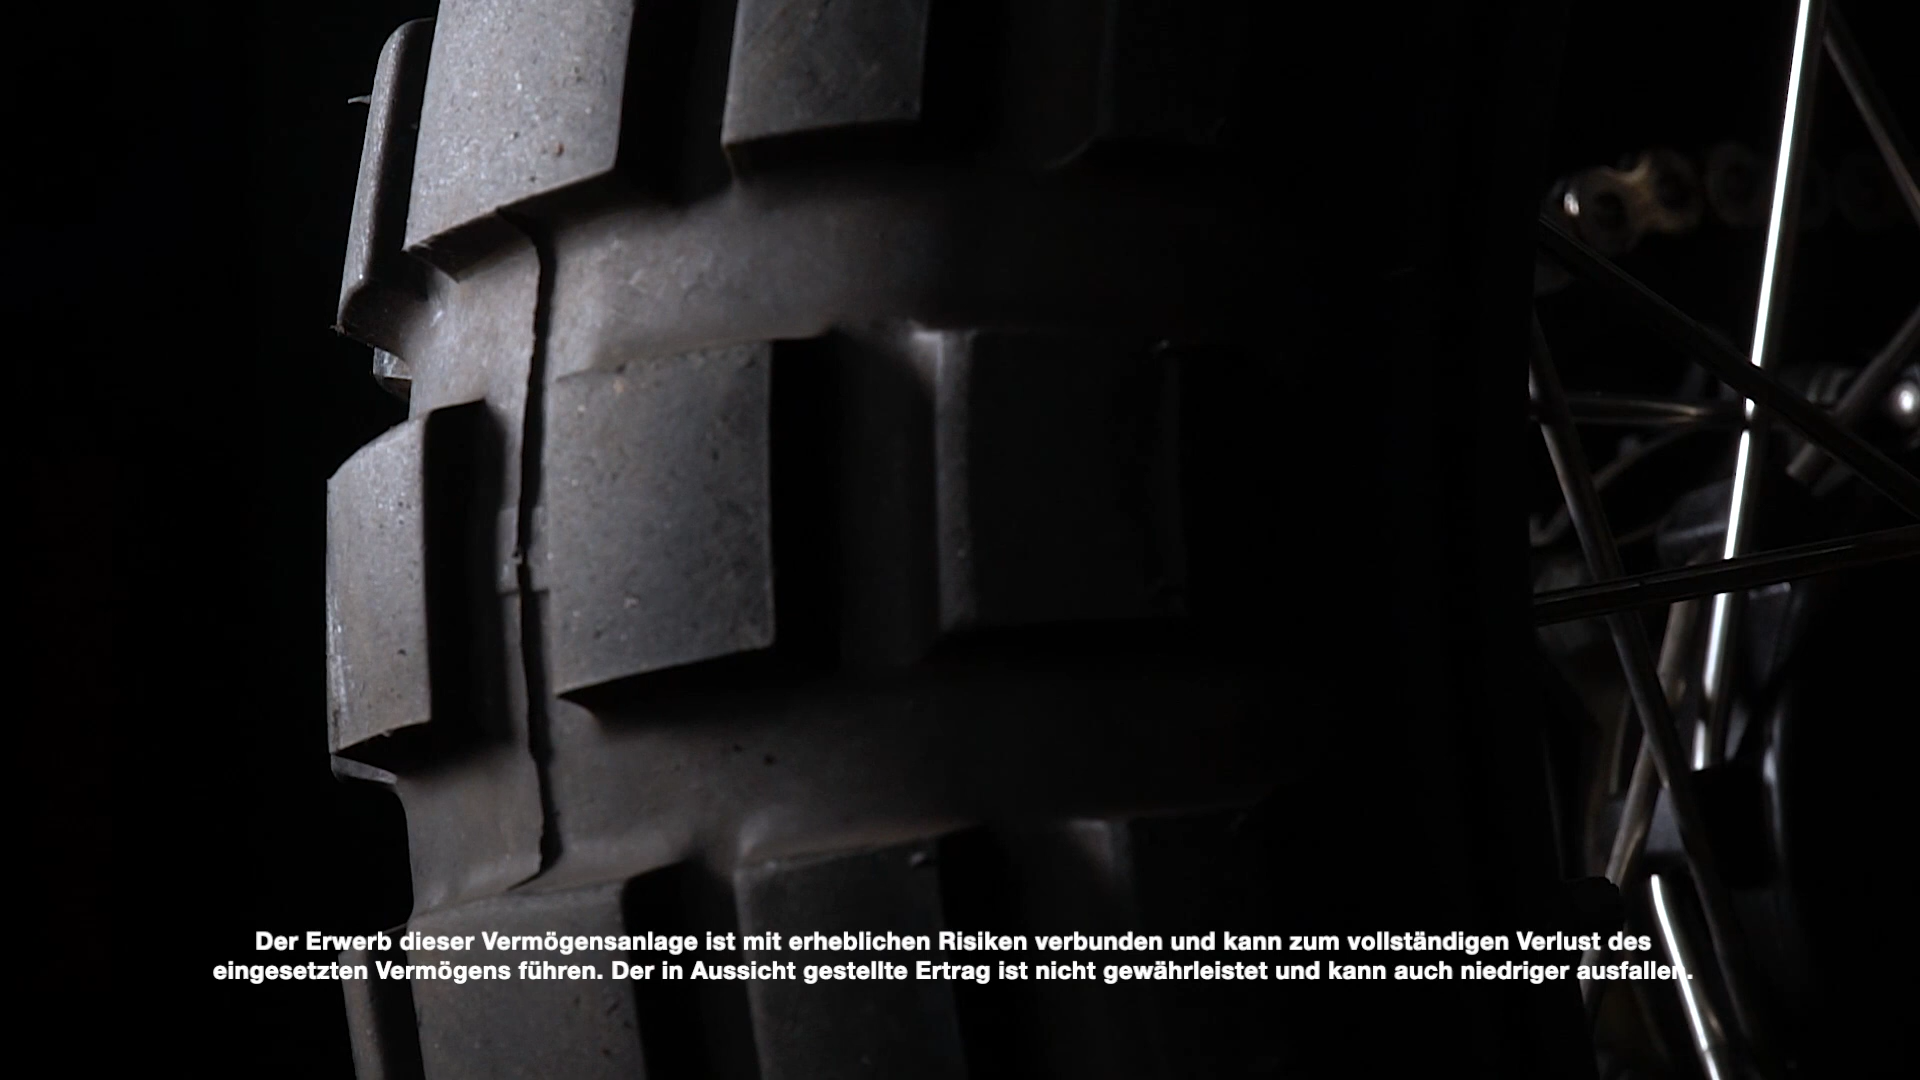 Der Erwerb dieser Vermögensanlage ist mit erheblichen Risiken verbunden und kann zum vollständigen Verlust des
eingesetzten Vermögens führen. Der in Aussicht gestellte Ertrag ist nicht gewährleistet und kann auch niedriger ausfallen.